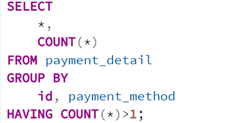 SELECT
*,
COUNT(*)
FROM payment_detail
GROUP BY
id, payment_method
HAVING COUNT(*)>1;